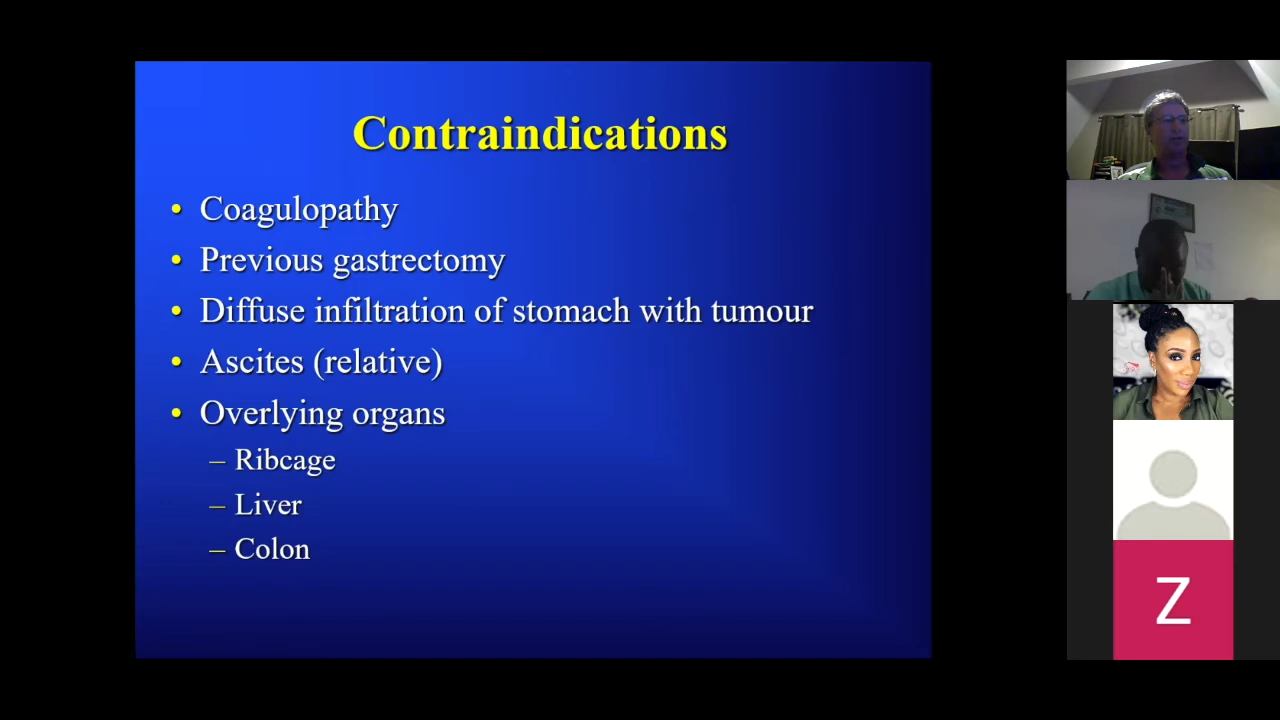 Contraindications
• Coagulopathy
• Previous gastrectomy
• Diffuse infiltration of stomach with tumour
• Ascites (relative)
• Overlying organs
– Ribcage
– Liver
– Colon
Z